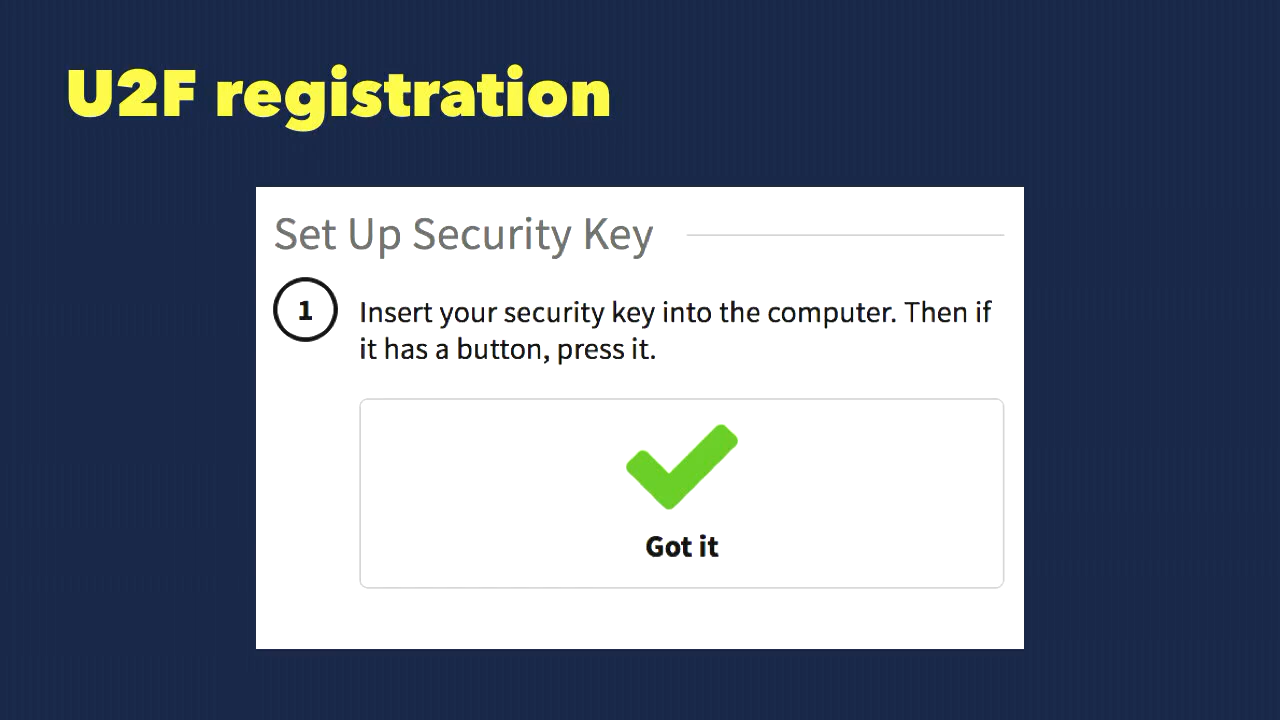 U2F registration
Set Up Security Key
1
Insert your security key into the computer. Then if
it has a button, press it.
Got it